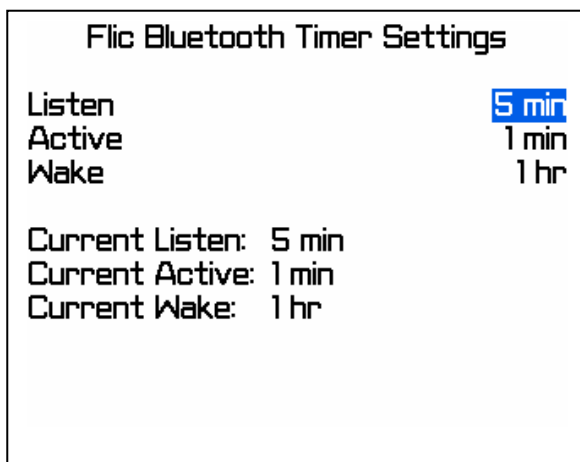 Flic Bluetooth Timer Settings
Listen 5 min
Active 1 min
Wake 1 hr
Current Listen: 5 min
Current Active: 1 min
Current Wake: 1 hr